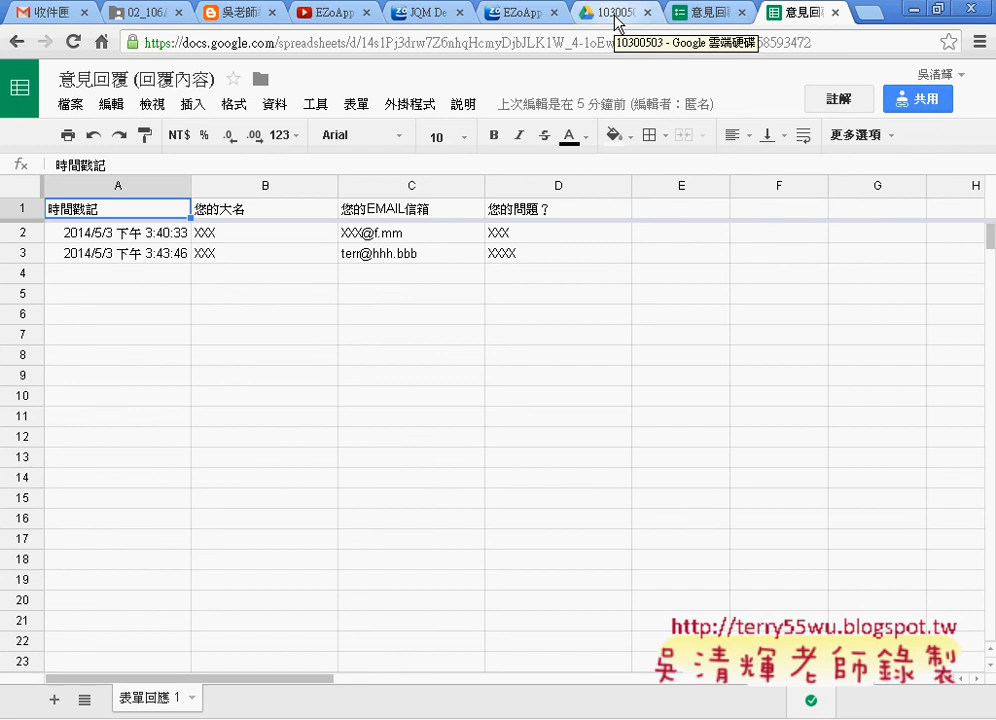 收件匣
02_106
吳老師
EZoApp
JQM De
EZoApp
103005
意見回
意見回
https://docs.google.com/spreadsheets/d/14s1Pj3drw7Z6nhqHcmyDjbJLK1W_4-1oEw
58593472
10300503 - Google 雲端硬碟
意見回覆 (回覆內容)
吳清輝
檔案 編輯 檢視 插入 格式 資料 工具 表單 外掛程式 說明 上次編輯是在 5 分鐘前 (編輯者：匿名)
註解
共用
NT$ % .0 .00 123 Arial 10 B I S A 更多選項
fx 時間戳記
A B C D E F G H
1 時間戳記 您的大名 您的EMAIL信箱 您的問題？
2 2014/5/3 下午 3:40:33 XXX XXX@f.mm XXX
3 2014/5/3 下午 3:43:46 XXX terr@hhh.bbb XXXX
4
5
6
7
8
9
10
11
12
13
14
15
16
17
18
19
20
21
22
23
http://terry55wu.blogspot.tw
吳清輝老師錄製
表單回應 1